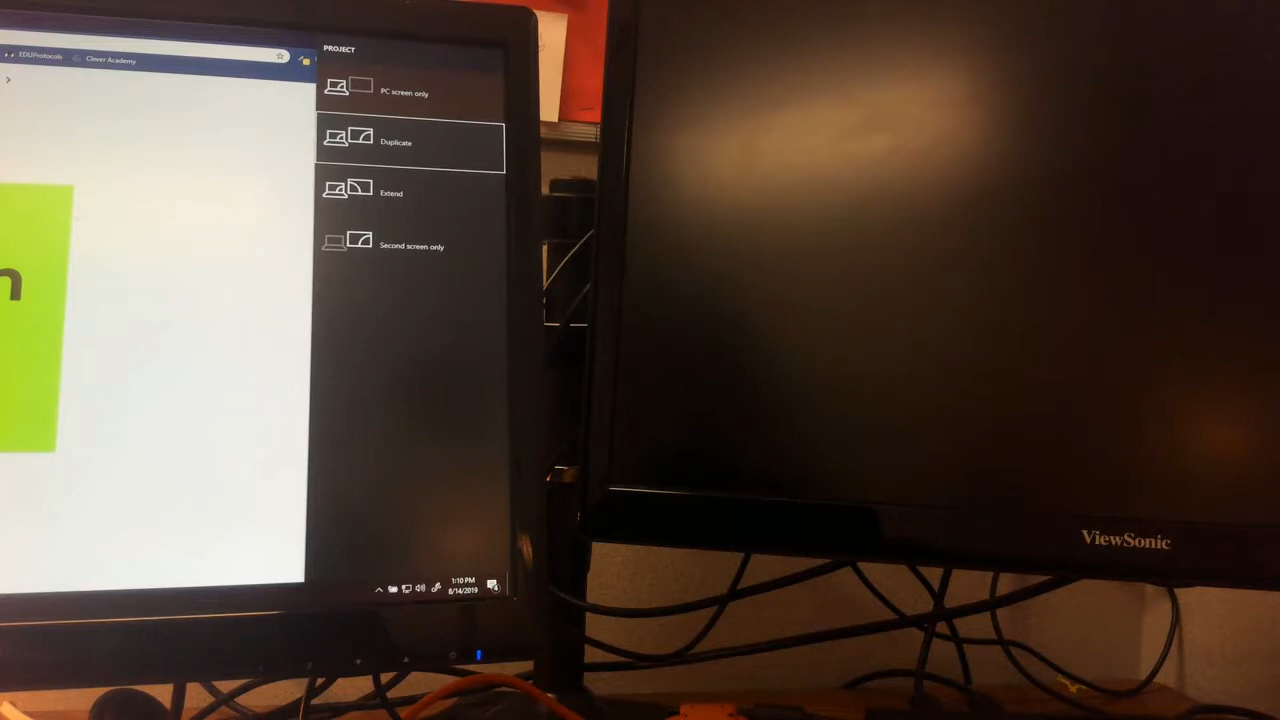 EDUProtocols
Clever Academy
PROJECT
PC screen only
Duplicate
Extend
Second screen only
n
1:10 PM
8/14/2019
ViewSonic